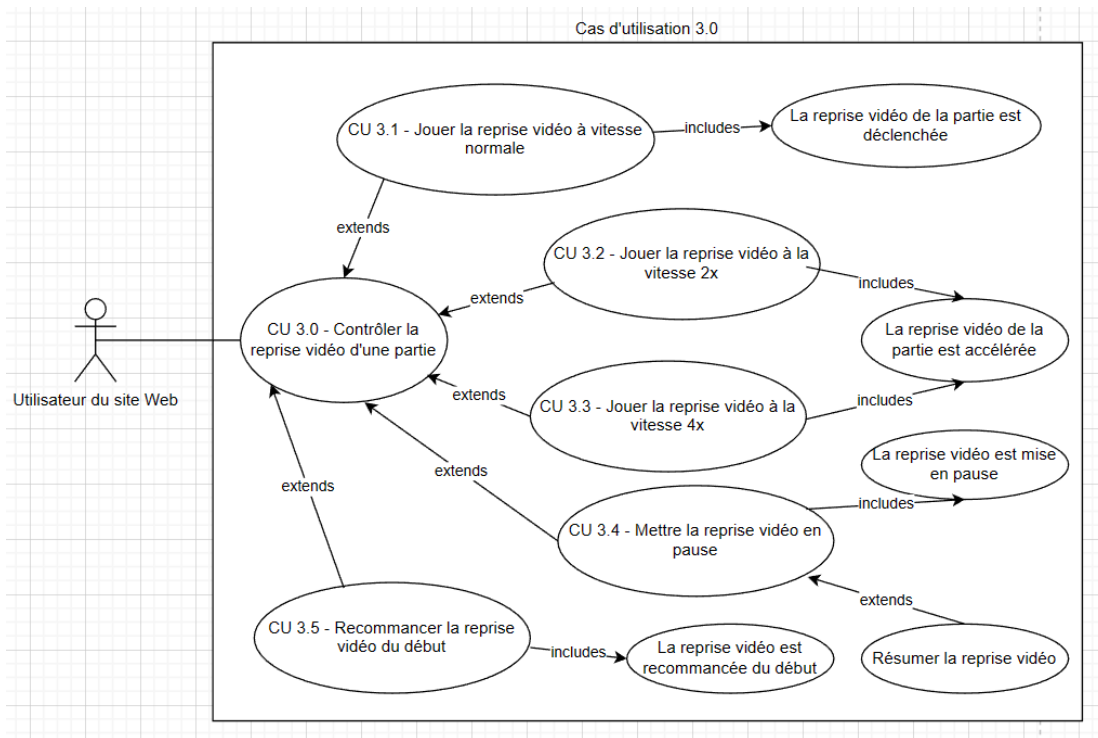 Cas d'utilisation 3.0
CU 3.1 - Jouer la reprise vidéo à vitesse
normale
includes
La reprise vidéo de la partie est
déclenchée
extends
CU 3.2 - Jouer la reprise vidéo à la
vitesse 2x
includes
extends
CU 3.0 - Contrôler la
reprise vidéo d'une partie
La reprise vidéo de la
partie est accélérée
Utilisateur du site Web
extends
CU 3.3 - Jouer la reprise vidéo à la
vitesse 4x
includes
La reprise vidéo est mise
en pause
extends
extends
includes
CU 3.4 - Mettre la reprise vidéo en
pause
extends
CU 3.5 - Recommancer la reprise
vidéo du début
includes
La reprise vidéo est
recommancée du début
Résumer la reprise vidéo